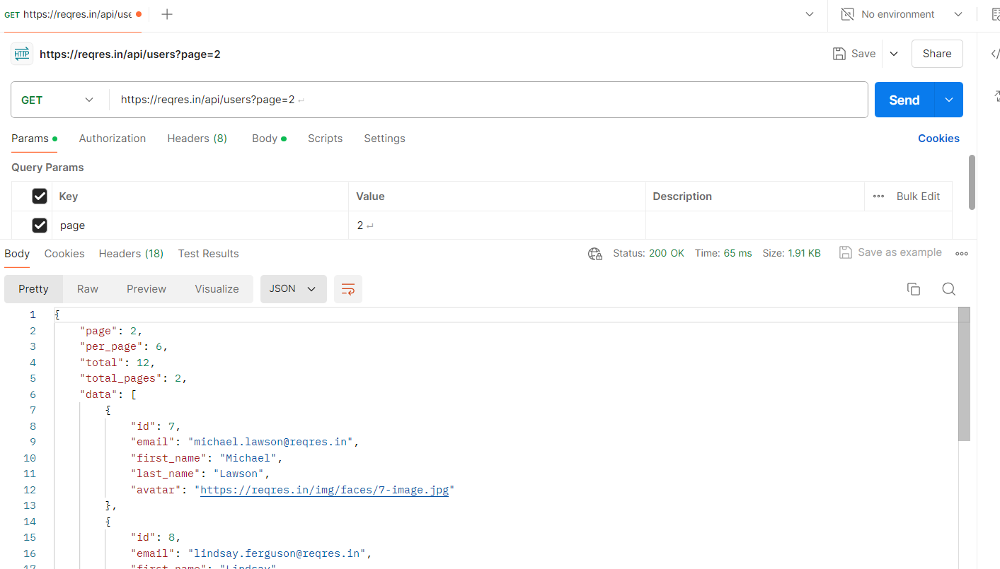 GET https://reqres.in/api/use
No environment
HTTP https://reqres.in/api/users?page=2
Save Share
GET https://reqres.in/api/users?page=2 ↵ Send
Params Authorization Headers (8) Body Scripts Settings Cookies
Query Params
Key Value Description ••• Bulk Edit
page 2 ↵
Body Cookies Headers (18) Test Results Status: 200 OK Time: 65 ms Size: 1.91 KB Save as example •••
Pretty Raw Preview Visualize JSON
1 {
2 "page": 2,
3 "per_page": 6,
4 "total": 12,
5 "total_pages": 2,
6 "data": [
7 {
8 "id": 7,
9 "email": "michael.lawson@reqres.in",
10 "first_name": "Michael",
11 "last_name": "Lawson",
12 "avatar": "https://reqres.in/img/faces/7-image.jpg"
13 },
14 {
15 "id": 8,
16 "email": "lindsay.ferguson@reqres.in",
17 "first_name": "Lindsay"